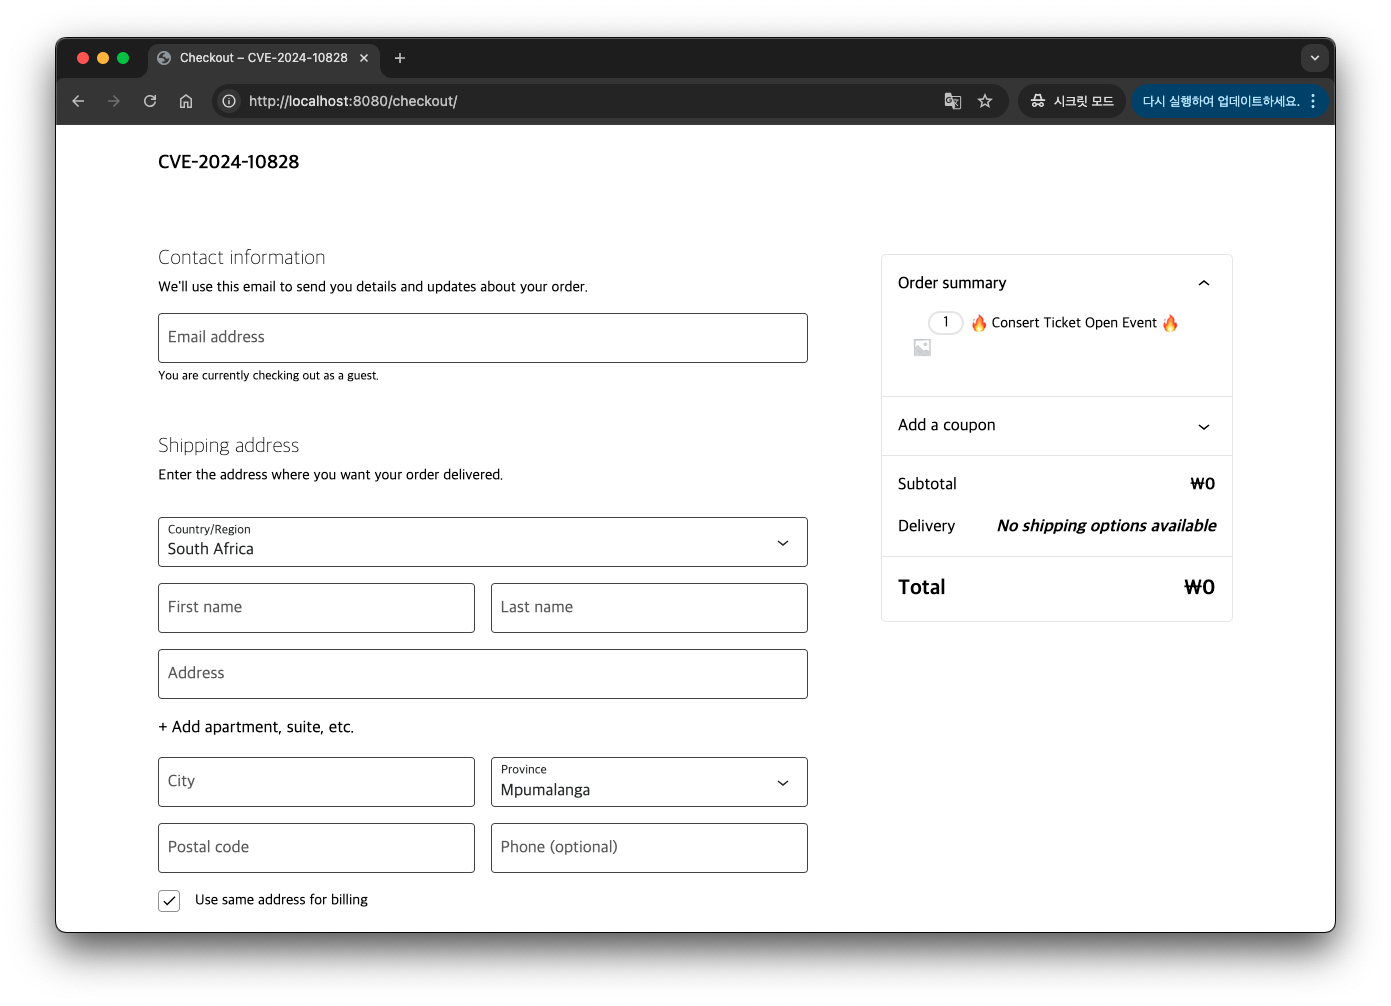 Checkout – CVE-2024-10828
http://localhost:8080/checkout/
시크릿 모드
다시 실행하여 업데이트하세요.
CVE-2024-10828
Contact information
We'll use this email to send you details and updates about your order.
Email address
You are currently checking out as a guest.
Shipping address
Enter the address where you want your order delivered.
Country/Region
South Africa
First name
Last name
Address
+ Add apartment, suite, etc.
City
Province
Mpumalanga
Postal code
Phone (optional)
Use same address for billing
Order summary
1 🔥 Consert Ticket Open Event 🔥
Add a coupon
Subtotal ₩0
Delivery No shipping options available
Total ₩0